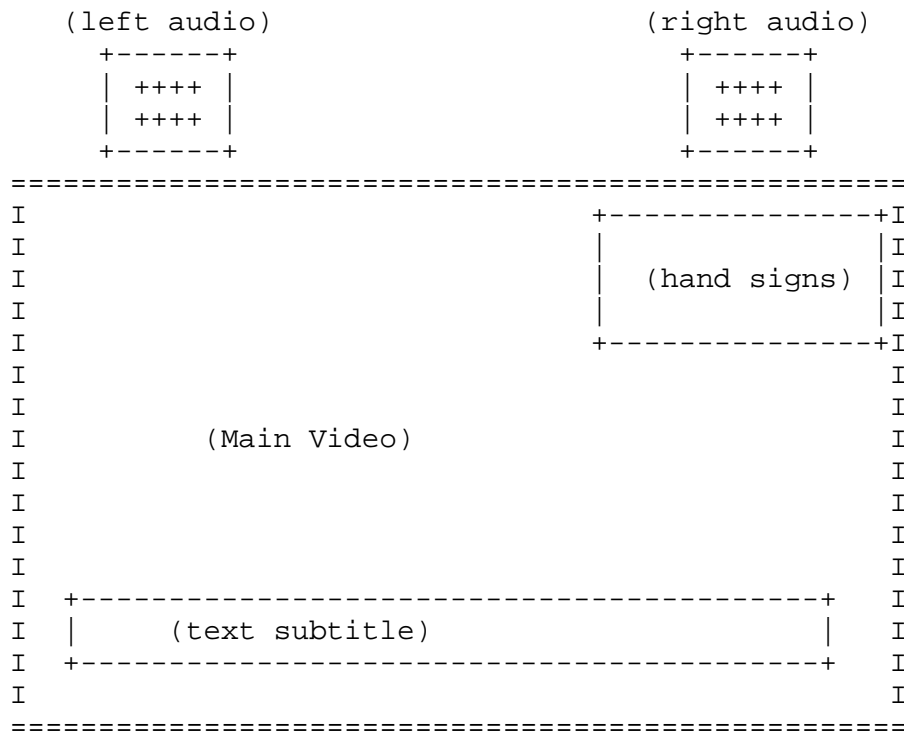 (left audio) (right audio)
+------+ +------+
| ++++ | | ++++ |
| ++++ | | ++++ |
+------+ +------+
===================================================
I +---------------+I
I | |I
I | (hand signs) |I
I | |I
I +---------------+I
I I
I I
I (Main Video) I
I I
I I
I I
I I
I +------------------------------------------+ I
I | (text subtitle) | I
I +------------------------------------------+ I
I I
===================================================